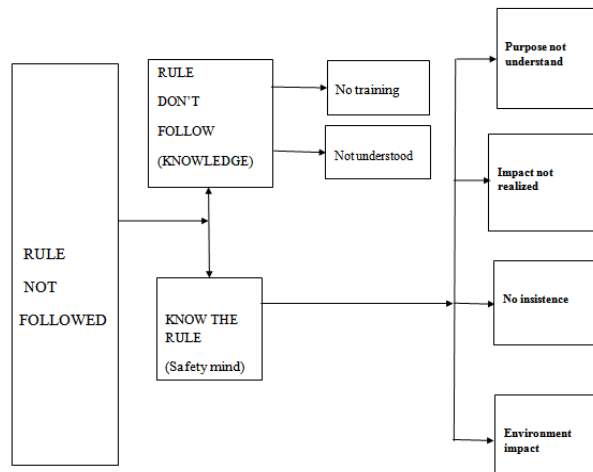 RULE
NOT
FOLLOWED
RULE
DON'T
FOLLOW
(KNOWLEDGE)
No training
Not understood
KNOW THE
RULE
(Safety mind)
Purpose not
understand
Impact not
realized
No insistence
Environment
impact